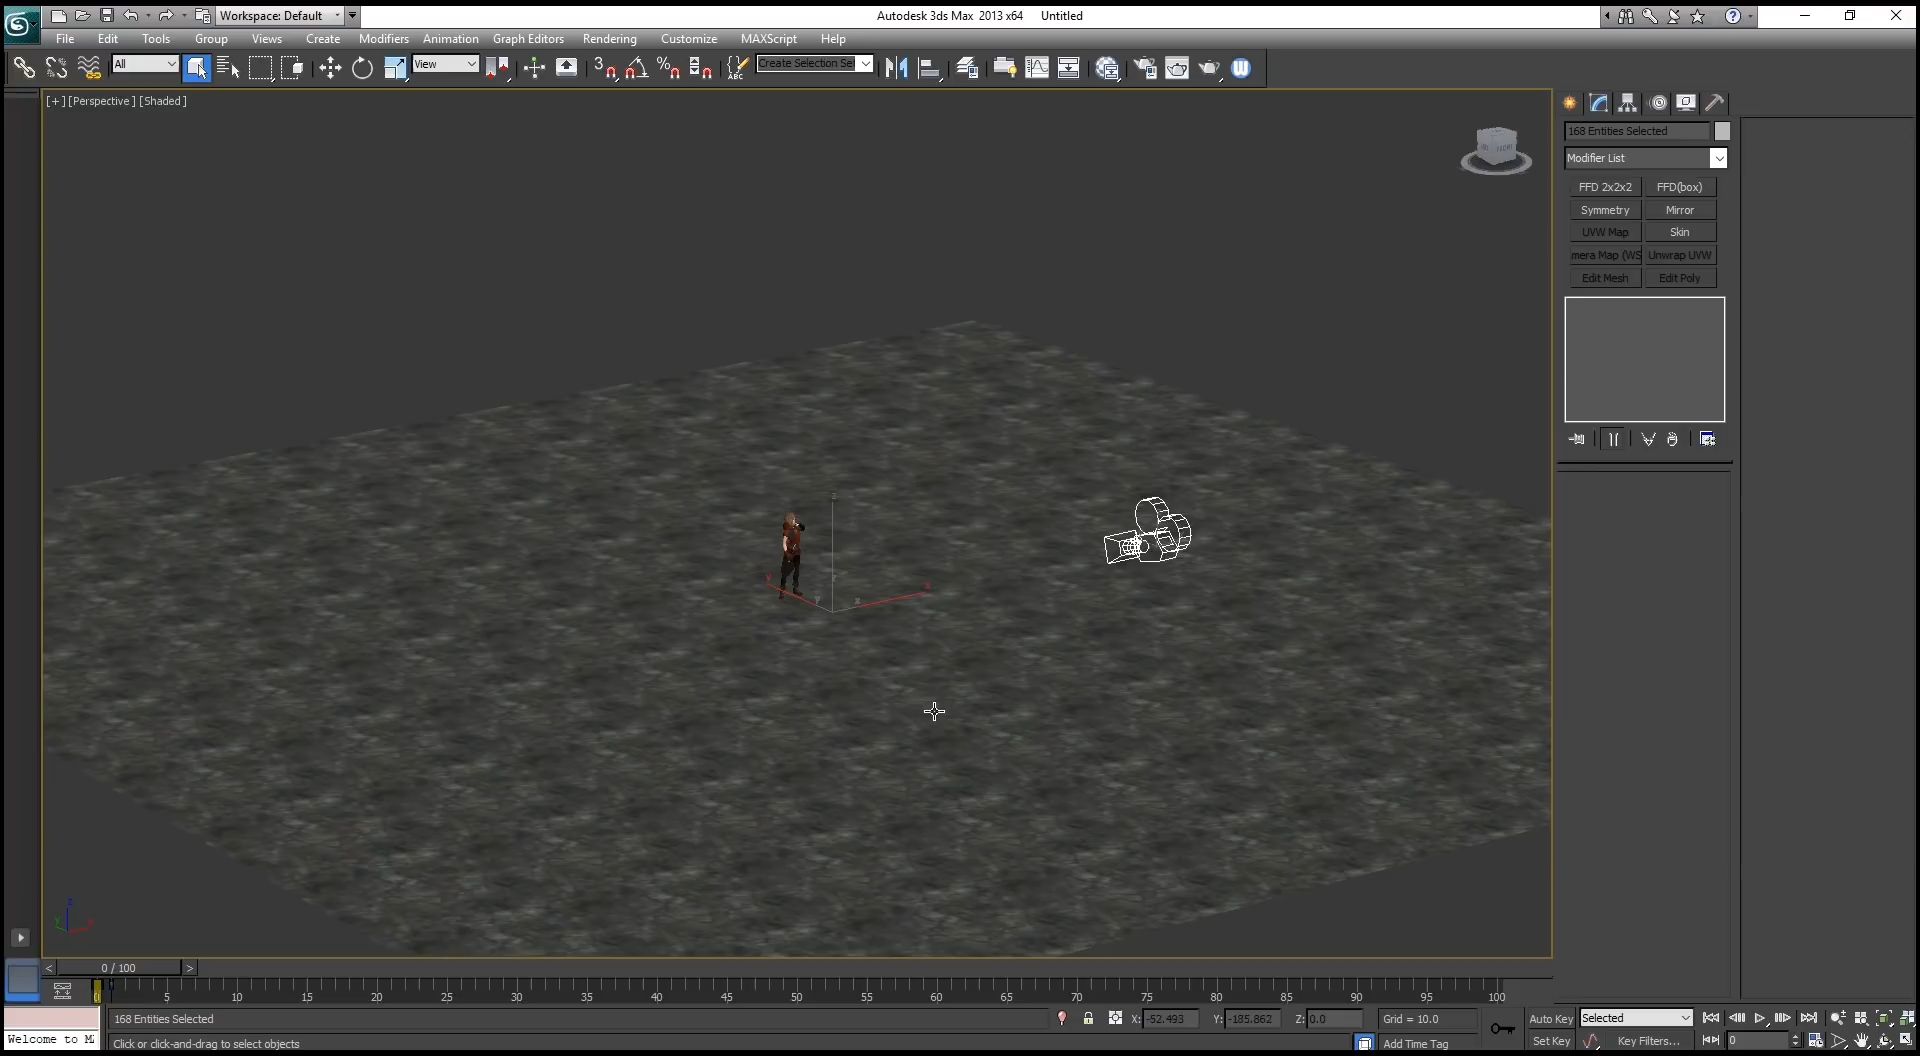 Workspace: Default
Autodesk 3ds Max 2013 x64 Untitled
File Edit Tools Group Views Create Modifiers Animation Graph Editors Rendering Customize MAXScript Help
All
View
3
ABC
Create Selection Set
[+] [Perspective] [Shaded]
168 Entities Selected
Modifier List
FFD 2x2x2 FFD(box)
Symmetry Mirror
UVW Map Skin
mera Map (WS Unwrap UVW
Edit Mesh Edit Poly
z
x
y x
z
< 0 / 100 >
0 5 10 15 20 25 30 35 40 45 50 55 60 65 70 75 80 85 90 95 100
168 Entities Selected
X: -52.493 Y: -185.862 Z: 0.0 Grid = 10.0
Auto Key Selected
Welcome to M
Click or click-and-drag to select objects
Add Time Tag
Set Key Key Filters... 0